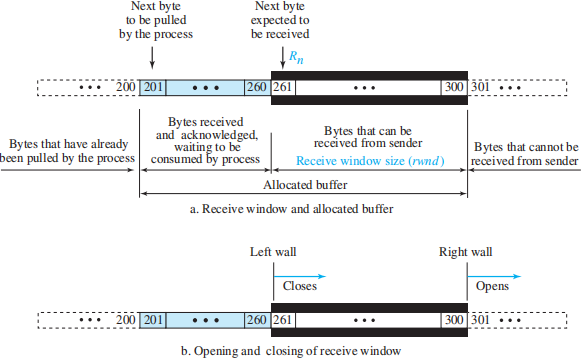 Next byte
to be pulled
by the process
Next byte
expected to
be received
Rn
••• 200 201 ••• 260 261 ••• 300 301 •••
Bytes that have already
been pulled by the process
Bytes received
and acknowledged,
waiting to be
consumed by process
Bytes that can be
received from sender
Receive window size (rwnd)
Bytes that cannot be
received from sender
Allocated buffer
a. Receive window and allocated buffer
Left wall
Right wall
Closes
Opens
••• 200 201 ••• 260 261 ••• 300 301 •••
b. Opening and closing of receive window